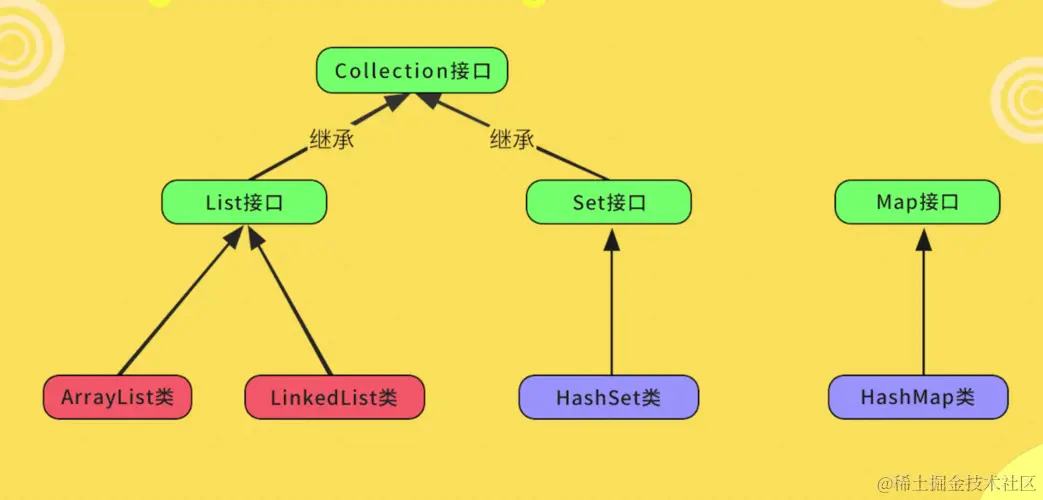 Collection接口
继承
继承
List接口
Set接口
Map接口
ArrayList类
LinkedList类
HashSet类
HashMap类
@稀土掘金技术社区